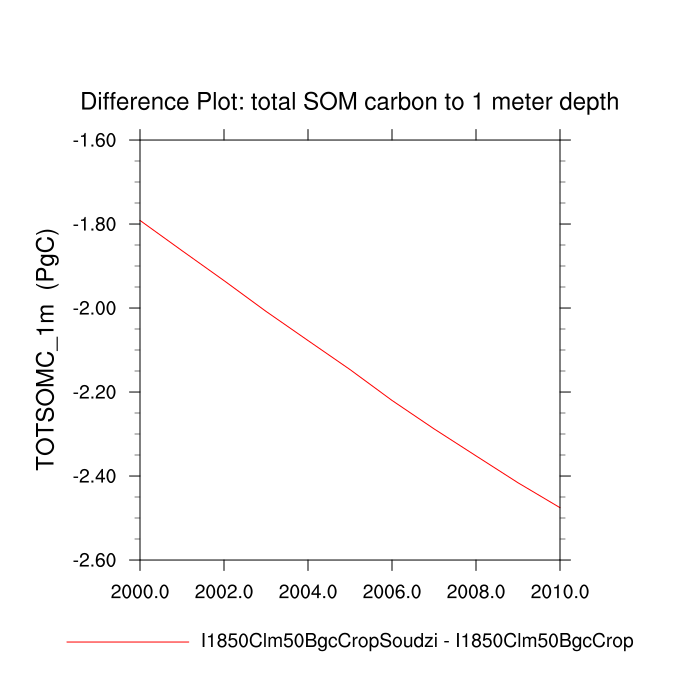 Difference Plot: total SOM carbon to 1 meter depth
TOTSOMC_1m (PgC)
-1.60
-1.80
-2.00
-2.20
-2.40
-2.60
2000.0 2002.0 2004.0 2006.0 2008.0 2010.0
I1850Clm50BgcCropSoudzi - I1850Clm50BgcCrop